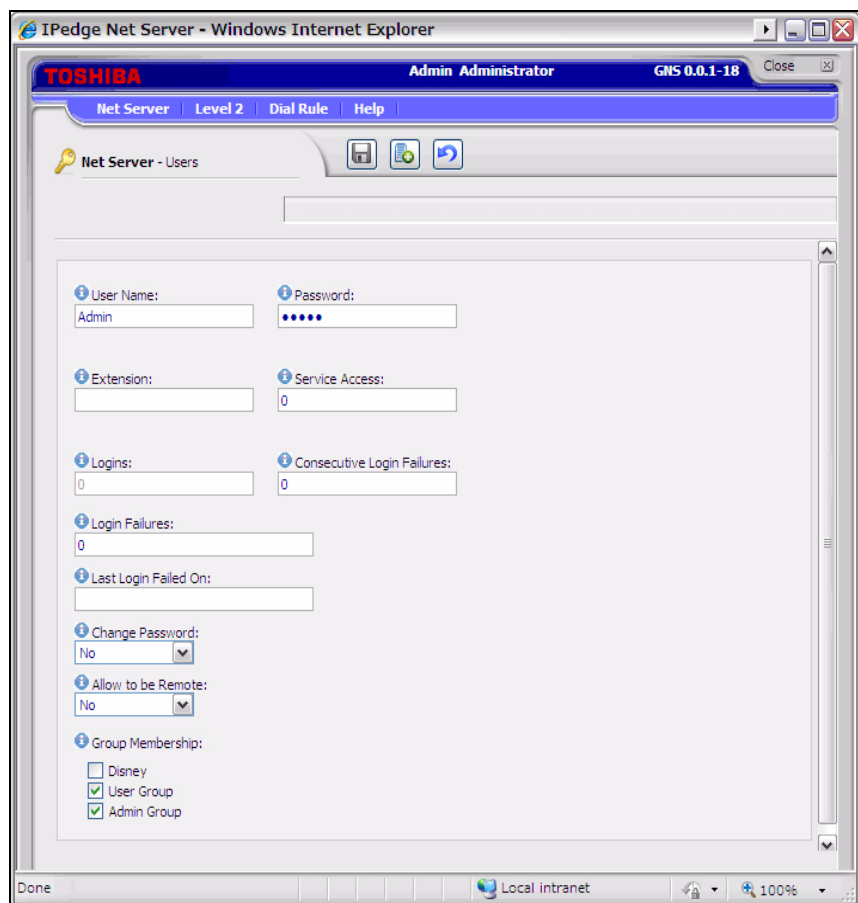 IPedge Net Server - Windows Internet Explorer
TOSHIBA
Admin Administrator
GNS 0.0.1-18
Close
Net Server | Level 2 | Dial Rule | Help |
Net Server - Users
User Name:
Password:
Admin
•••••
Extension:
Service Access:
0
Logins:
Consecutive Login Failures:
0
0
Login Failures:
0
Last Login Failed On:
Change Password:
No
Allow to be Remote:
No
Group Membership:
Disney
User Group
Admin Group
Done
Local intranet
100%